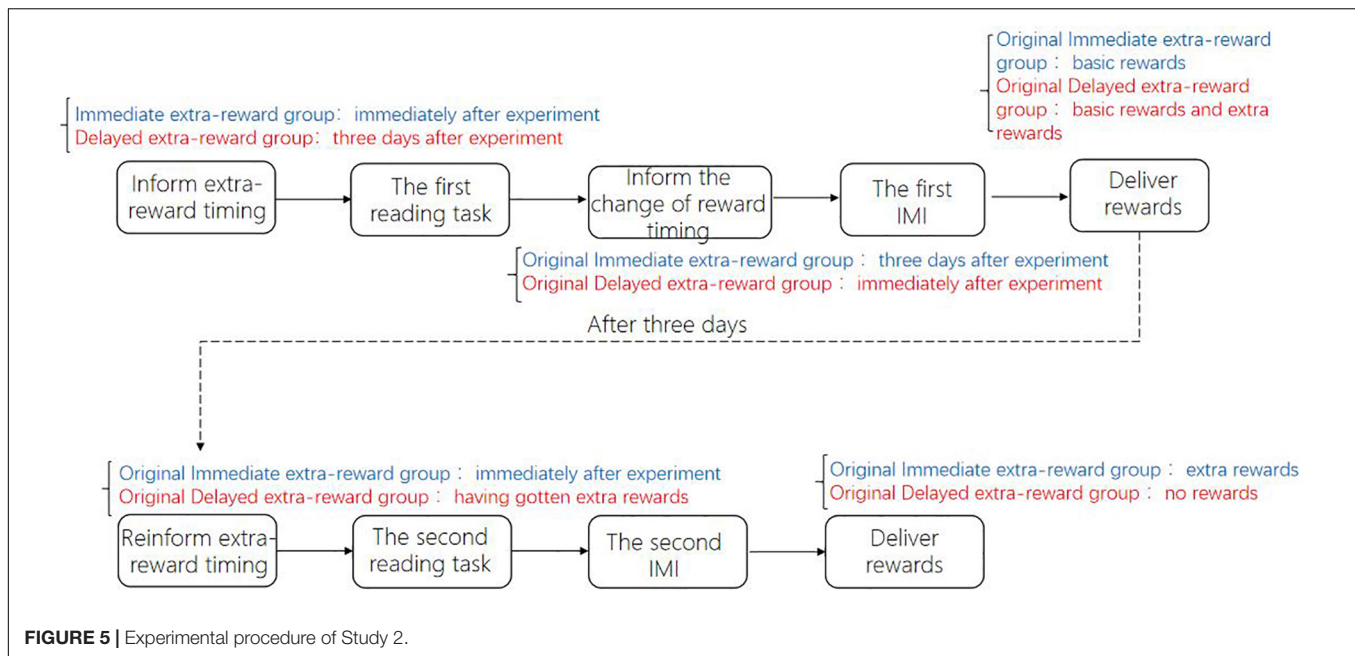 Original Immediate extra-reward
group： basic rewards
Original Delayed extra-reward
group： basic rewards and extra
rewards
Immediate extra-reward group： immediately after experiment
Delayed extra-reward group： three days after experiment
Inform extra-
reward timing
The first
reading task
Inform the
change of reward
timing
The first
IMI
Deliver
rewards
Original Immediate extra-reward group： three days after experiment
Original Delayed extra-reward group： immediately after experiment
After three days
Original Immediate extra-reward group： immediately after experiment
Original Delayed extra-reward group： having gotten extra rewards
Original Immediate extra-reward group： extra rewards
Original Delayed extra-reward group： no rewards
Reinform extra-
reward timing
The second
reading task
The second
IMI
Deliver
rewards
FIGURE 5 | Experimental procedure of Study 2.